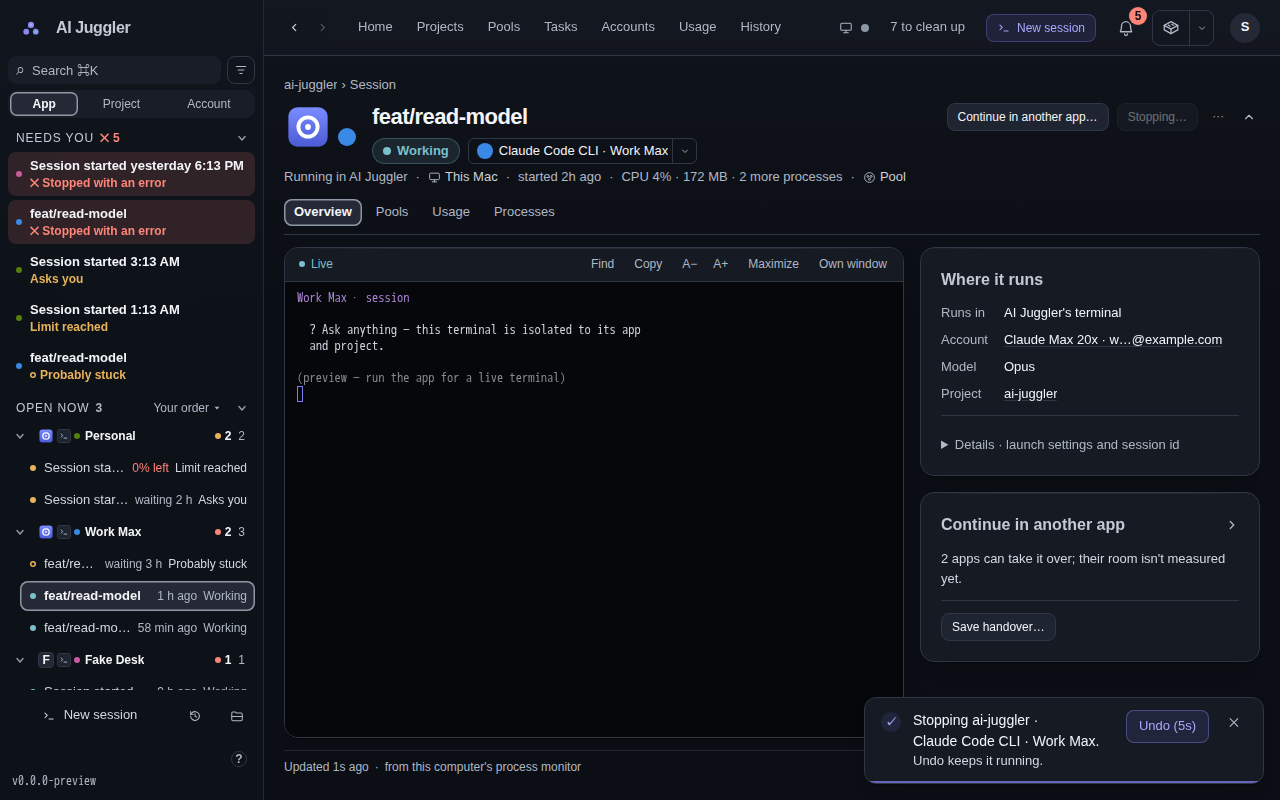 AI Juggler
Search ⌘K
App Project Account
NEEDS YOU 5
Session started yesterday 6:13 PM
Stopped with an error
feat/read-model
Stopped with an error
Session started 3:13 AM
Asks you
Session started 1:13 AM
Limit reached
feat/read-model
Probably stuck
OPEN NOW 3 Your order
Personal 2 2
Session sta… 0% left Limit reached
Session star… waiting 2 h Asks you
Work Max 2 3
feat/re… waiting 3 h Probably stuck
feat/read-model 1 h ago Working
feat/read-mo… 58 min ago Working
F Fake Desk 1 1
New session
?
v0.0.0-preview
Home Projects Pools Tasks Accounts Usage History
7 to clean up
New session
5
S
ai-juggler › Session
feat/read-model
Continue in another app… Stopping… ⋯
Working
Claude Code CLI · Work Max
Running in AI Juggler · This Mac · started 2h ago · CPU 4% · 172 MB · 2 more processes · Pool
Overview Pools Usage Processes
Live Find Copy A− A+ Maximize Own window
Work Max · session
? Ask anything — this terminal is isolated to its app
and project.
(preview — run the app for a live terminal)
Updated 1s ago · from this computer's process monitor
Where it runs
Runs in AI Juggler's terminal
Account Claude Max 20x · w…@example.com
Model Opus
Project ai-juggler
Details · launch settings and session id
Continue in another app
2 apps can take it over; their room isn't measured
yet.
Save handover…
Stopping ai-juggler ·
Claude Code CLI · Work Max.
Undo keeps it running.
Undo (5s)